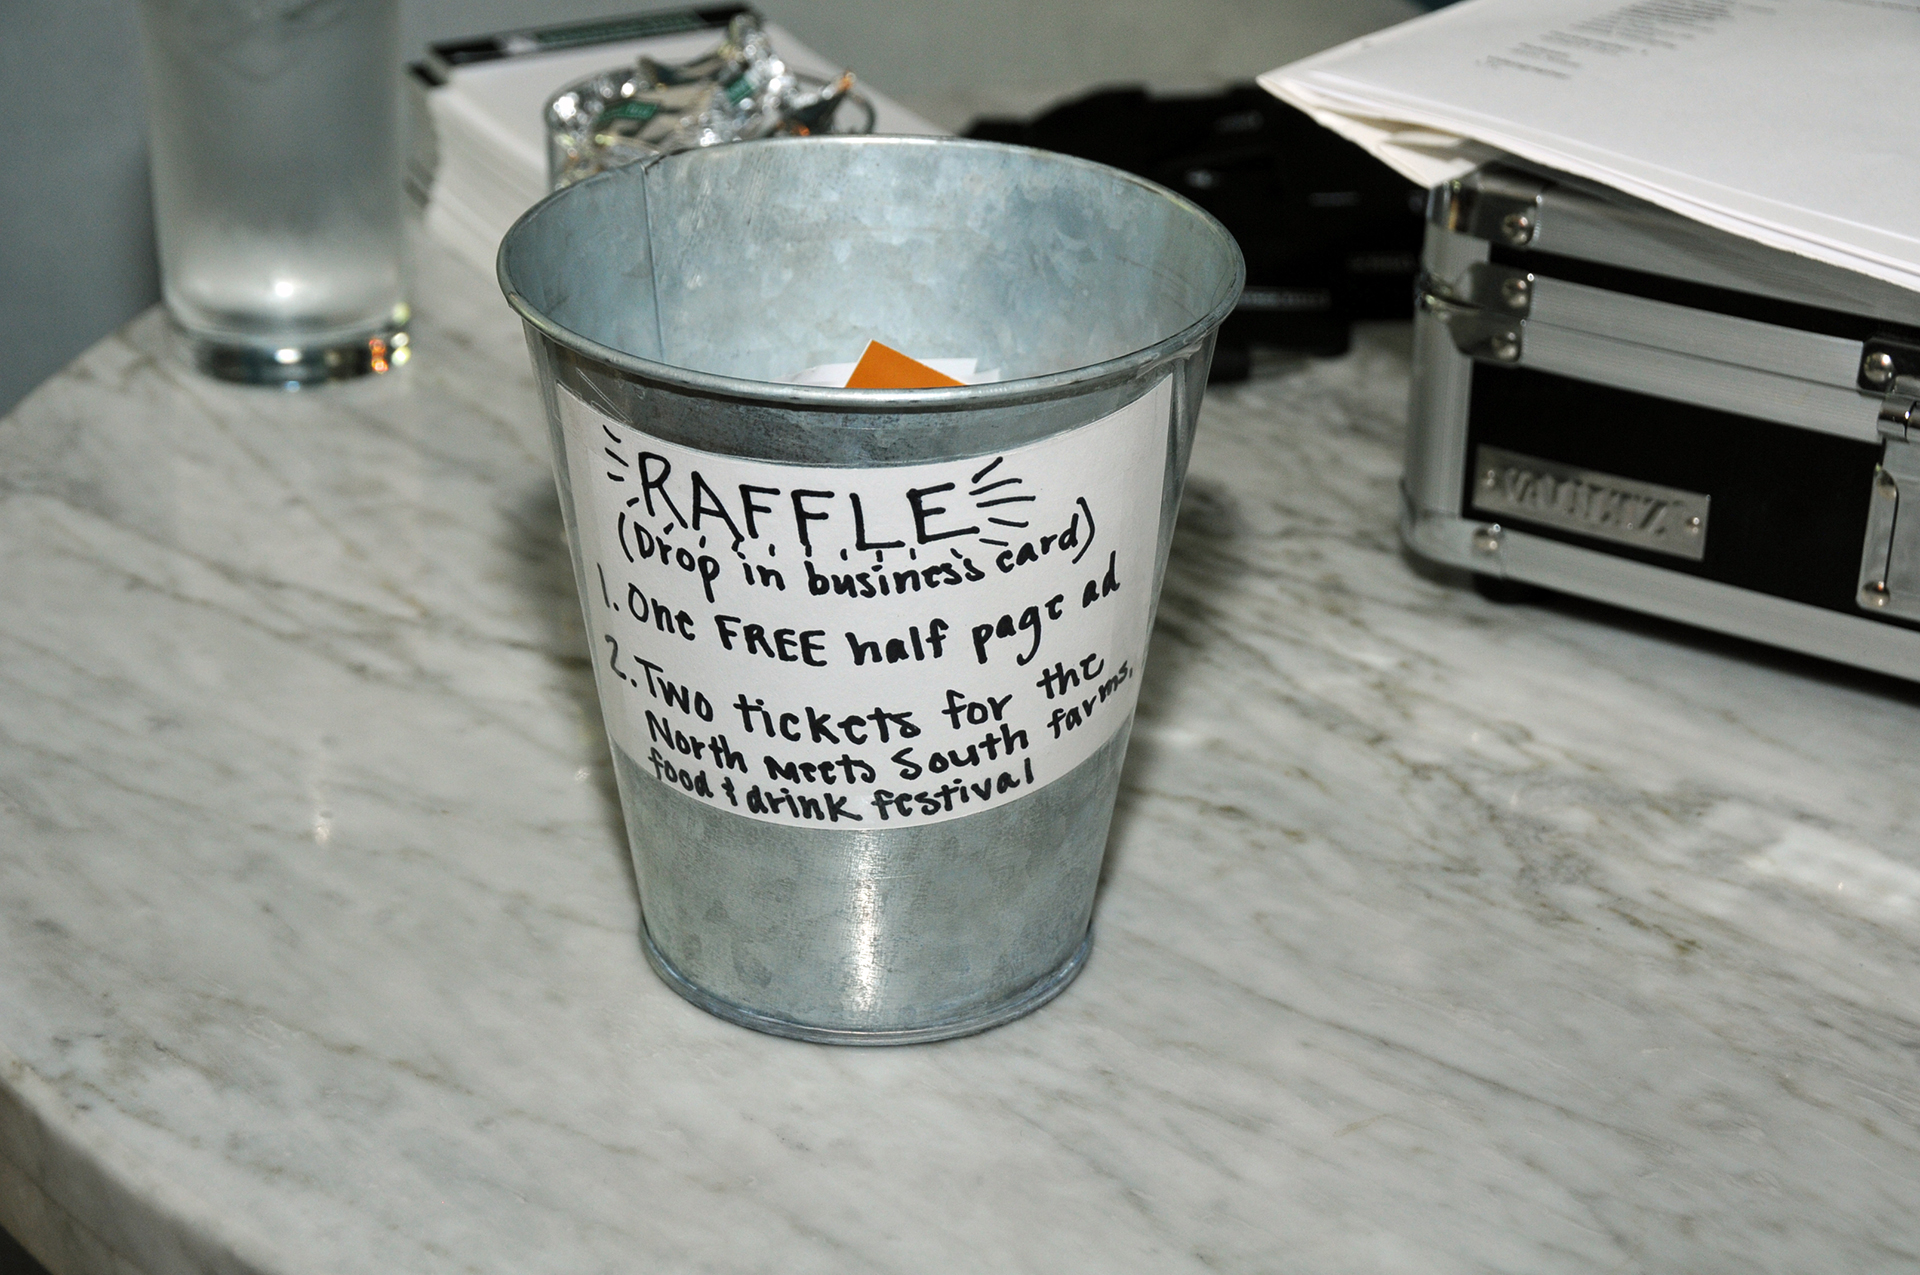 RAFFLE
(Drop in business card)
1. One FREE half page ad
2. Two tickets for the
North Meets South farms,
food & drink festival
VAULTZ